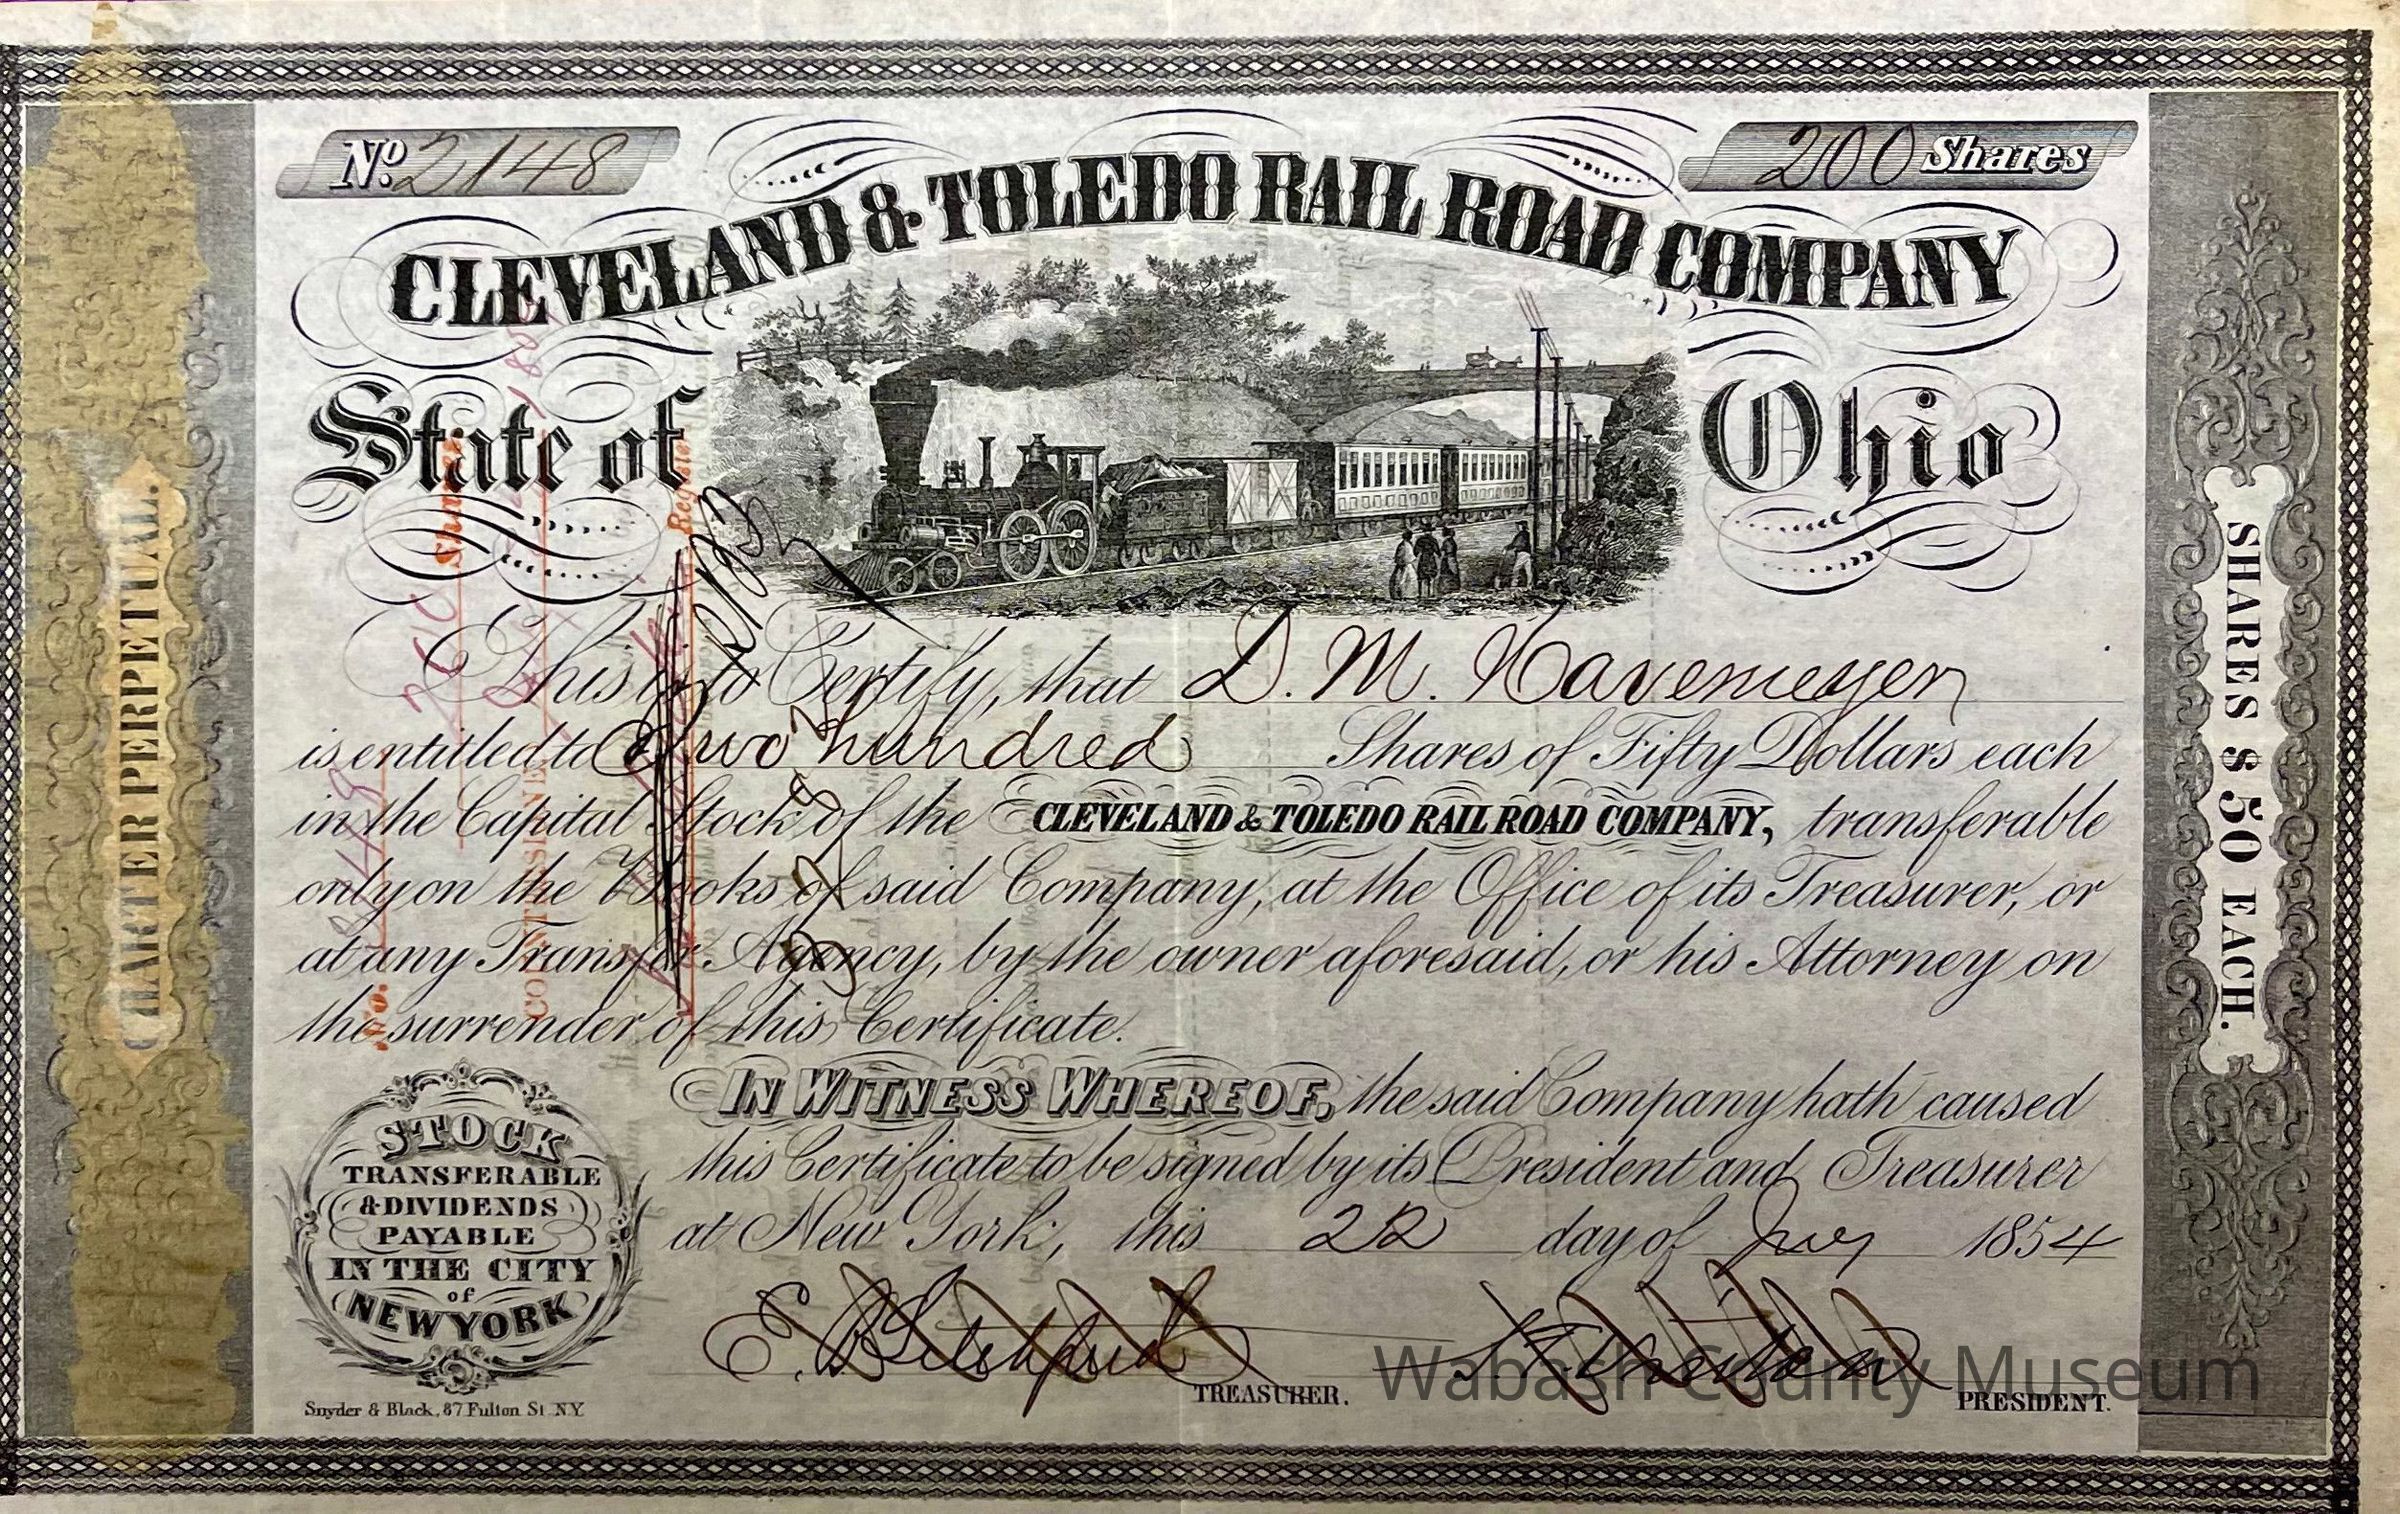 No. 2148
200 Shares
CLEVELAND & TOLEDO RAIL ROAD COMPANY
State of Ohio
This is to Certify, that D. M. Havemeyer
is entitled to Two hundred Shares of Fifty Dollars each
in the Capital Stock of the CLEVELAND & TOLEDO RAIL ROAD COMPANY, transferable
only on the Books of said Company, at the Office of its Treasurer, or
at any Transfer Agency, by the owner aforesaid, or his Attorney on
the surrender of this Certificate.
IN WITNESS WHEREOF, the said Company hath caused
this Certificate to be signed by its President and Treasurer
at New York, this 22 day of July 1854
TREASURER.
PRESIDENT.
STOCK
TRANSFERABLE
& DIVIDENDS
PAYABLE
IN THE CITY
of
NEW YORK
Snyder & Black, 87 Fulton St. N.Y.
CHARTER PERPETUAL.
SHARES $50 EACH.
No. 2148
Shares
Register
Wabash County Museum